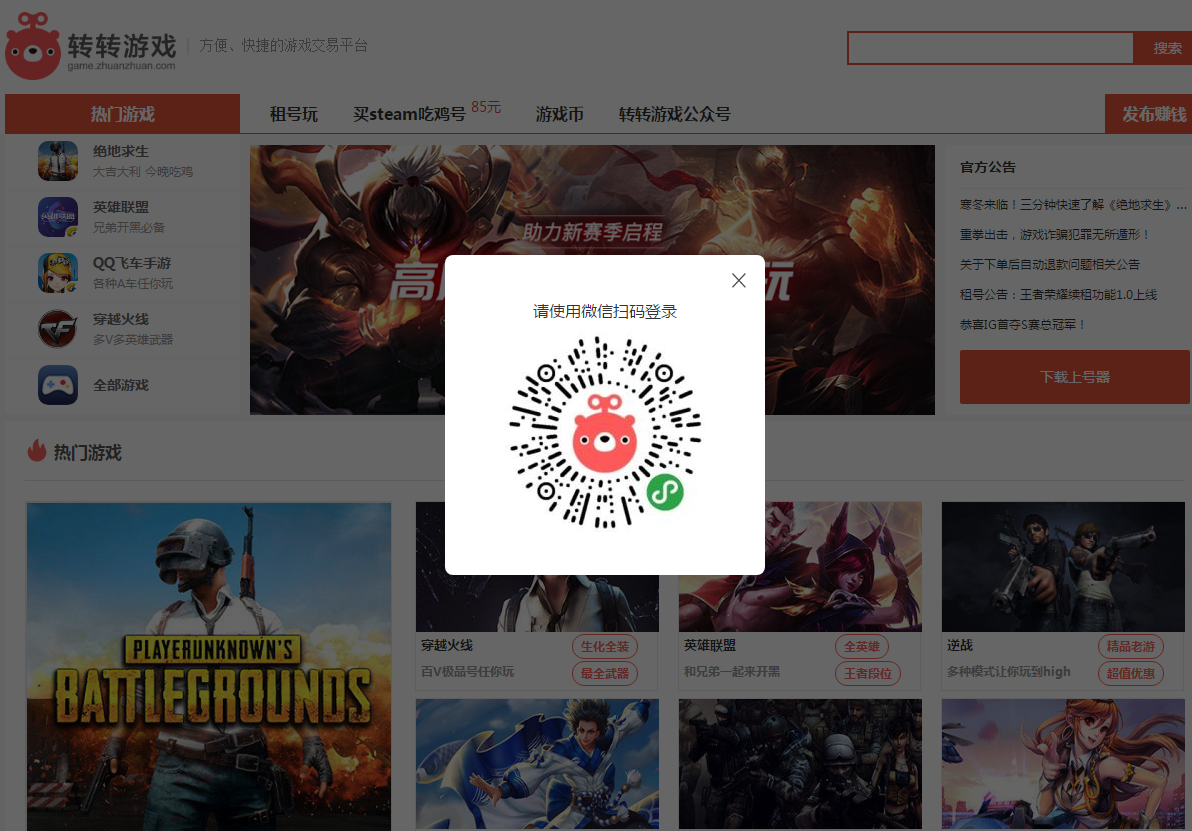 转转游戏
game.zhuanzhuan.com
方便、快捷的游戏交易平台
搜索
热门游戏
租号玩
买steam吃鸡号
85元
游戏币
转转游戏公众号
发布赚钱
绝地求生
大吉大利 今晚吃鸡
英雄联盟
兄弟开黑必备
QQ飞车手游
各种A车任你玩
穿越火线
多V多英雄武器
全部游戏
助力新赛季启程
高
玩
官方公告
寒冬来临！三分钟快速了解《绝地求生》...
重拳出击，游戏诈骗犯罪无所遁形！
关于下单后自动退款问题相关公告
租号公告：王者荣耀续租功能1.0上线
恭喜IG首夺S赛总冠军！
下载上号器
请使用微信扫码登录
热门游戏
PLAYERUNKNOWN'S
BATTLEGROUNDS
穿越火线
生化全装
百V极品号任你玩
最全武器
英雄联盟
全英雄
和兄弟一起来开黑
王者段位
逆战
精品老游
多种模式让你玩到high
超值优惠